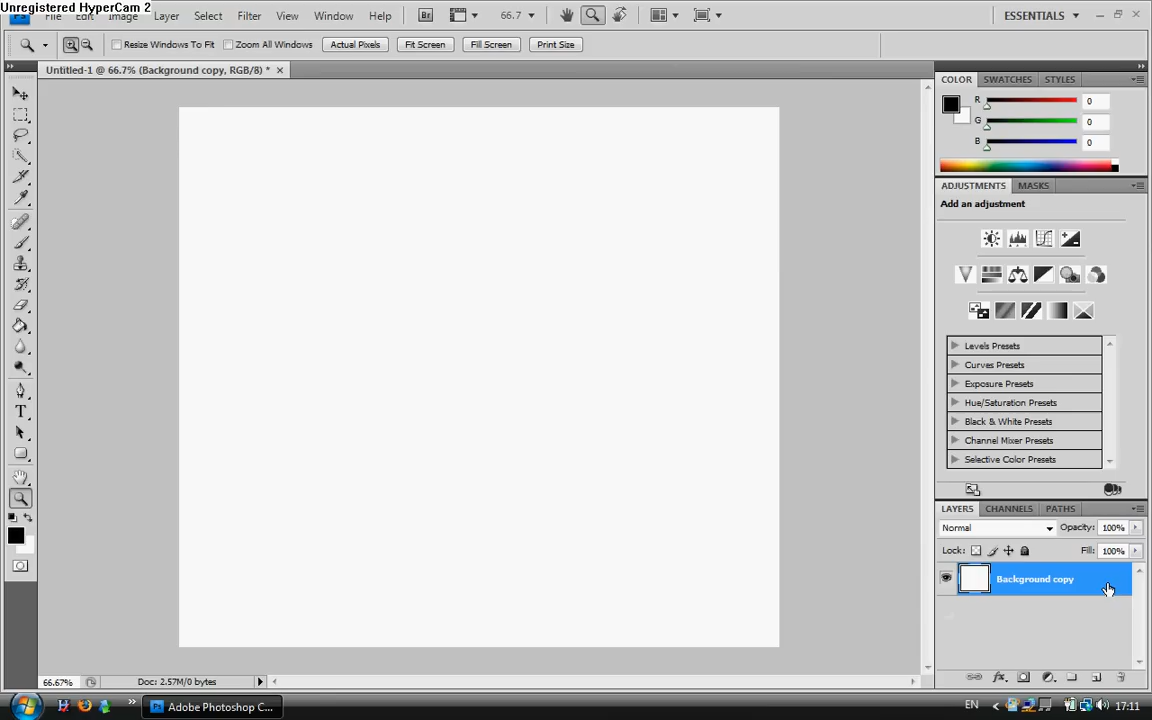 Unregistered HyperCam 2
Ps File Edit Image Layer Select Filter View Window Help Br 66.7 ESSENTIALS
Resize Windows To Fit Zoom All Windows Actual Pixels Fit Screen Fill Screen Print Size
Untitled-1 @ 66.7% (Background copy, RGB/8) *
COLOR SWATCHES STYLES
R 0
G 0
B 0
ADJUSTMENTS MASKS
Add an adjustment
Levels Presets
Curves Presets
Exposure Presets
Hue/Saturation Presets
Black & White Presets
Channel Mixer Presets
Selective Color Presets
LAYERS CHANNELS PATHS
Normal Opacity: 100%
Lock: Fill: 100%
Background copy
66.67% Doc: 2.57M/0 bytes
Ps Adobe Photoshop C... EN 17:11